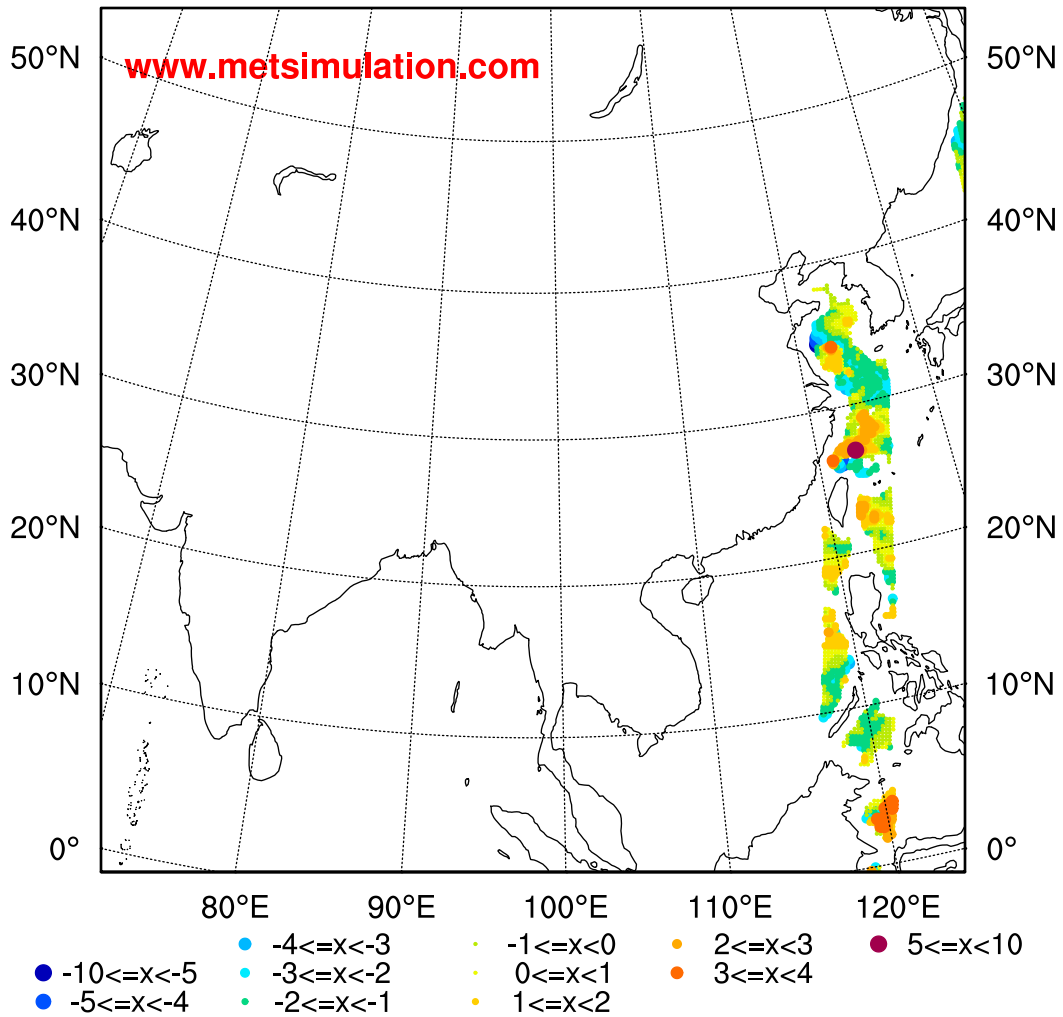 www.metsimulation.com
50°N 50°N
40°N 40°N
30°N 30°N
20°N 20°N
10°N 10°N
0° 0°
80°E 90°E 100°E 110°E 120°E
-4<=x<-3 -1<=x<0 2<=x<3 5<=x<10
-10<=x<-5 -3<=x<-2 0<=x<1 3<=x<4
-5<=x<-4 -2<=x<-1 1<=x<2